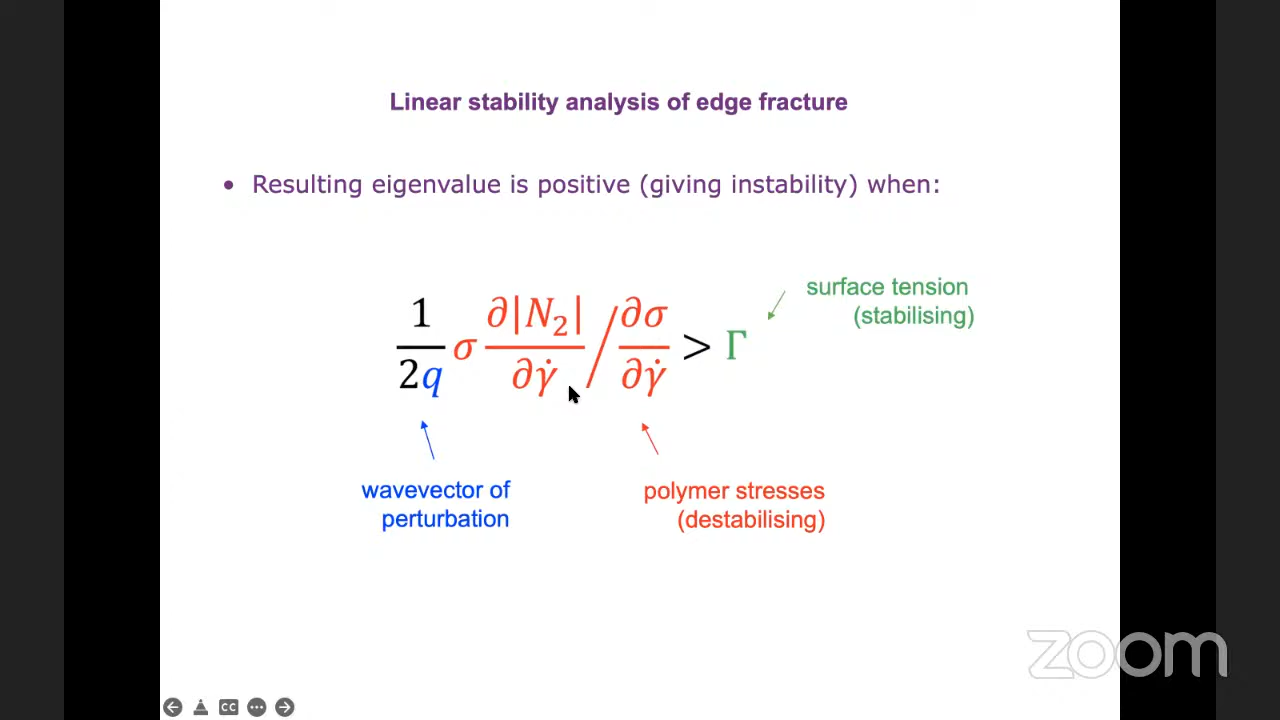 Linear stability analysis of edge fracture
• Resulting eigenvalue is positive (giving instability) when:
surface tension
(stabilising)
1/2q σ ∂|N₂|/∂γ̇ / ∂σ/∂γ̇ > Γ
wavevector of
perturbation
polymer stresses
(destabilising)
zoom
CC